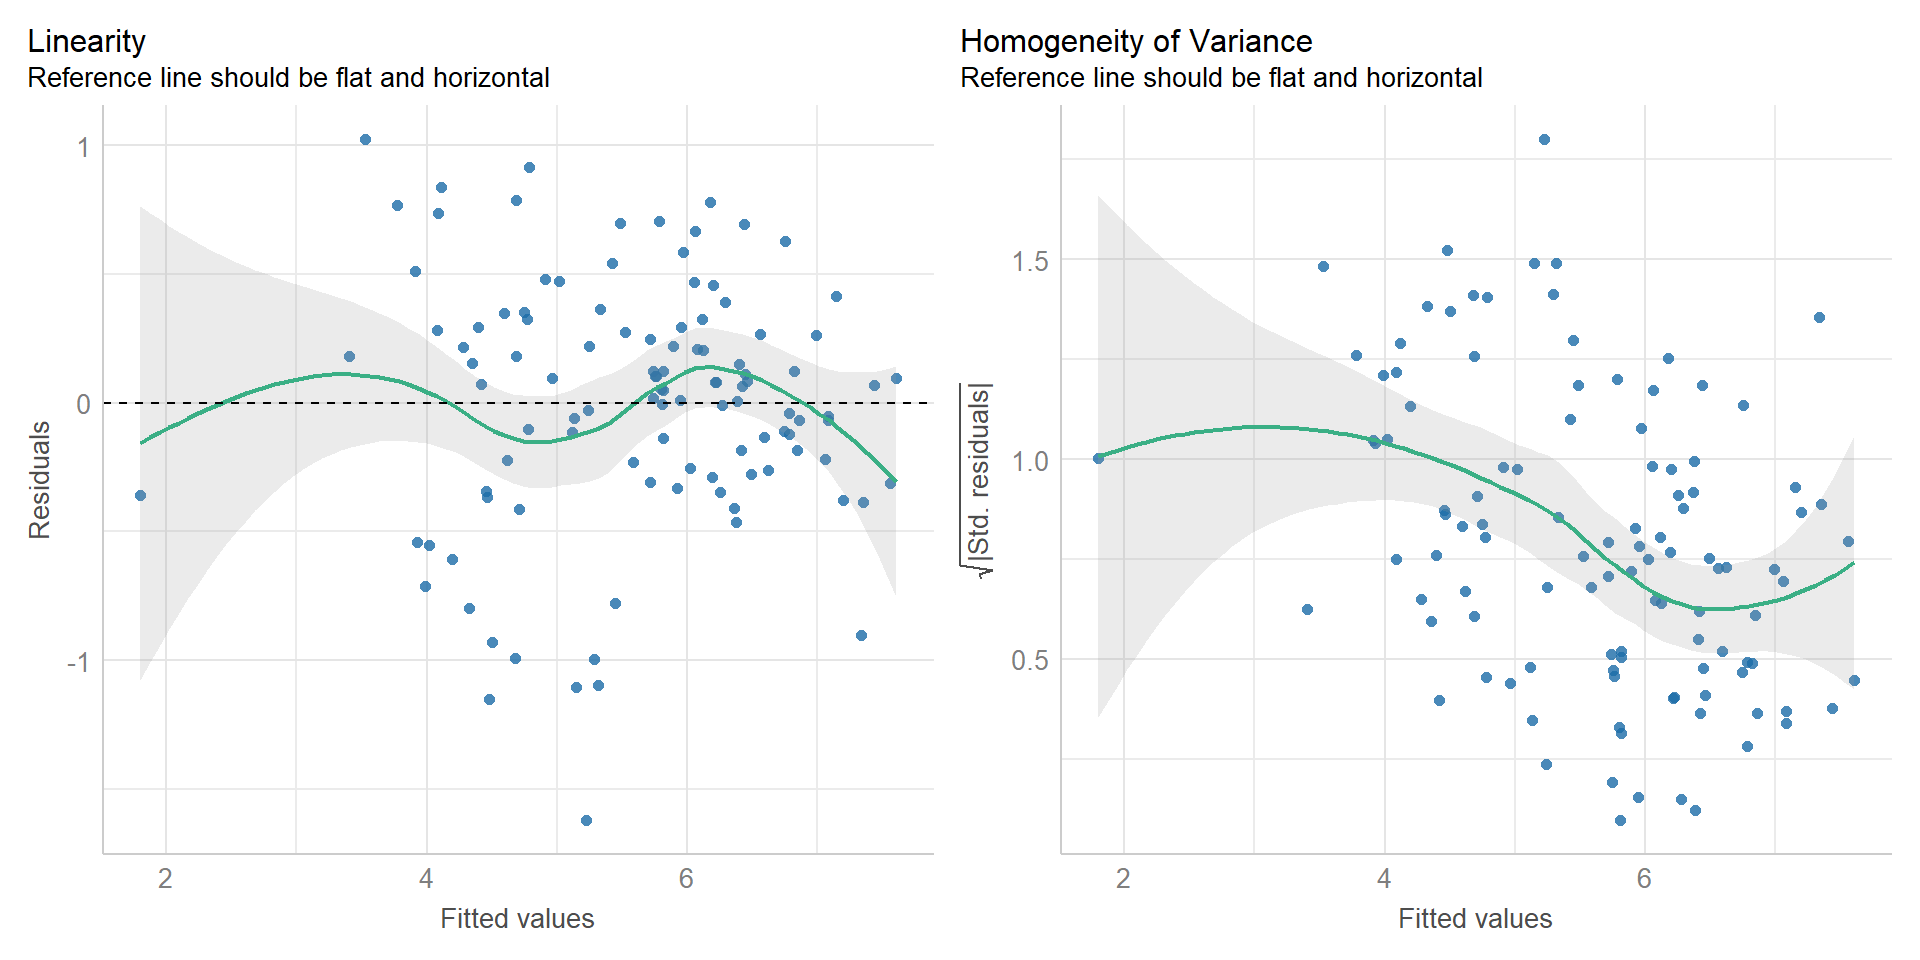 Linearity
Reference line should be flat and horizontal
1
0
-1
Residuals
2
4
6
Fitted values
Homogeneity of Variance
Reference line should be flat and horizontal
1.5
1.0
0.5
√|Std. residuals|
2
4
6
Fitted values